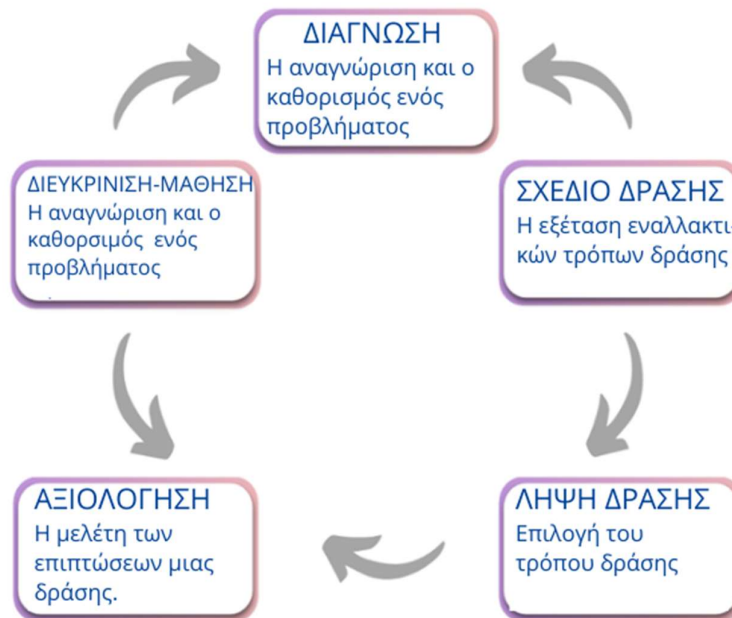 ΔΙΑΓΝΩΣΗ
Η αναγνώριση και ο
καθορισμός ενός
προβλήματος
ΔΙΕΥΚΡΙΝΙΣΗ-ΜΑΘΗΣΗ
Η αναγνώριση και ο
καθορσιμός ενός
προβλήματος
ΣΧΕΔΙΟ ΔΡΑΣΗΣ
Η εξέταση εναλλακτι-
κών τρόπων δράσης
ΑΞΙΟΛΟΓΗΣΗ
Η μελέτη των
επιπτώσεων μιας
δράσης.
ΛΗΨΗ ΔΡΑΣΗΣ
Επιλογή του
τρόπου δράσης